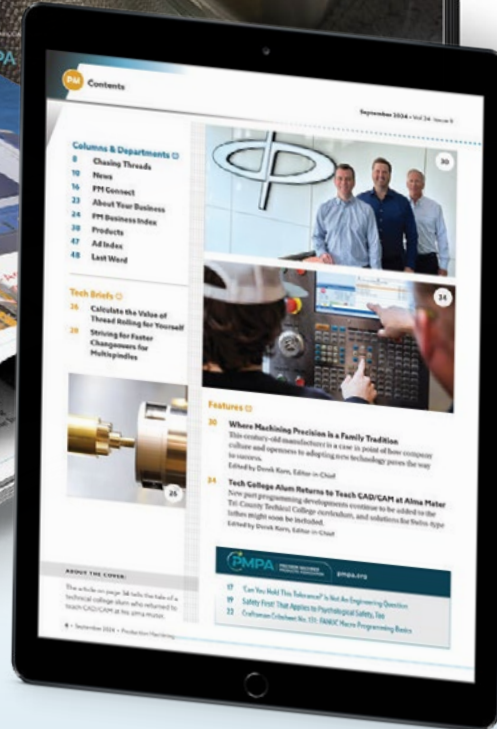 PM Contents
September 2024 • Vol 24 Issue 9
Columns & Departments
8 Chasing Threads
10 News
16 PM Connect
23 About Your Business
24 PM Business Index
38 Products
47 Ad Index
48 Last Word
Tech Briefs
26 Calculate the Value of
Thread Rolling for Yourself
28 Striving for Faster
Changeovers for
Multispindles
26
ABOUT THE COVER:
The article on page 34 tells the tale of a
technical college alum who returned to
teach CAD/CAM at his alma mater.
6 • September 2024 • Production Machining
30
34
Features
30 Where Machining Precision is a Family Tradition
This century-old manufacturer is a case in point of how company
culture and openness to adopting new technology paves the way
to success.
Edited by Derek Korn, Editor-in-Chief
34 Tech College Alum Returns to Teach CAD/CAM at Alma Mater
New part programming developments continue to be added to the
Tri-County Technical College curriculum, and solutions for Swiss-type
lathes might soon be included.
Edited by Derek Korn, Editor-in-Chief
PMPA PRECISION MACHINED
PRODUCTS ASSOCIATION
pmpa.org
17 "Can You Hold This Tolerance?" Is Not An Engineering Question
19 Safety First! That Applies to Psychological Safety, Too
22 Craftsman Cribsheet No. 131: FANUC Macro Programming Basics
PA